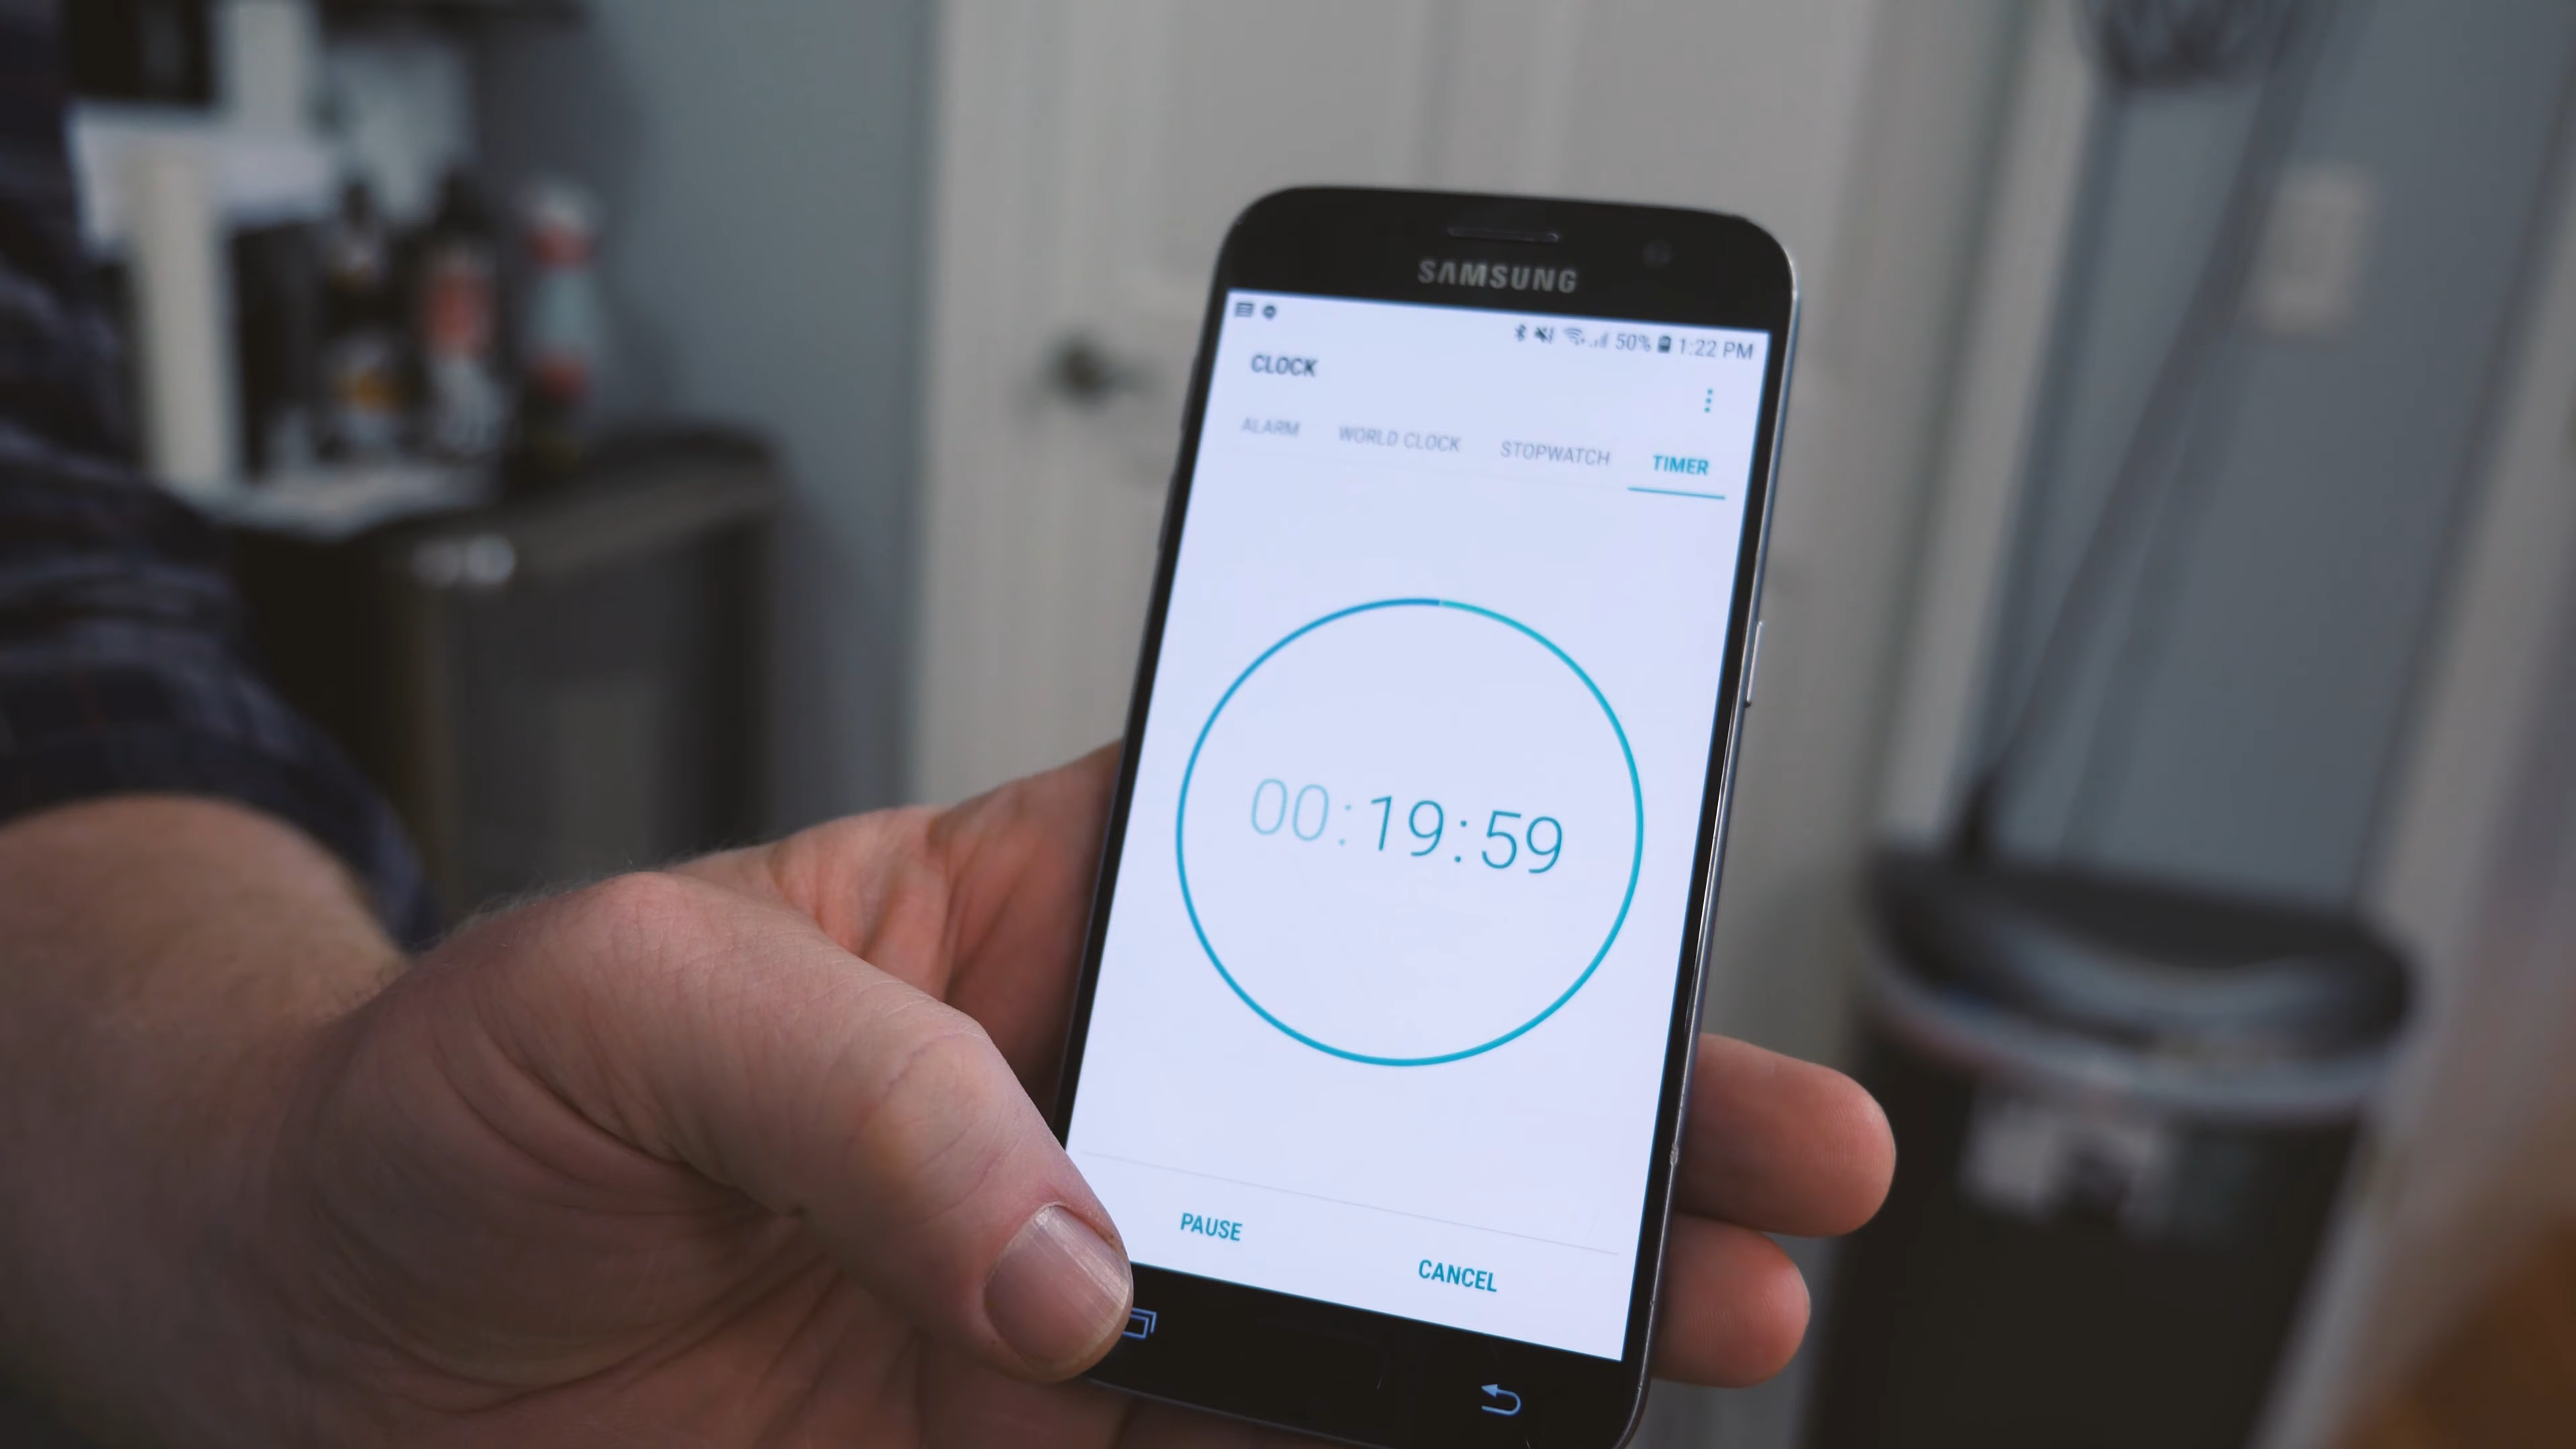 SAMSUNG
50% 1:22 PM
CLOCK
ALARM WORLD CLOCK STOPWATCH TIMER
00:19:59
PAUSE CANCEL